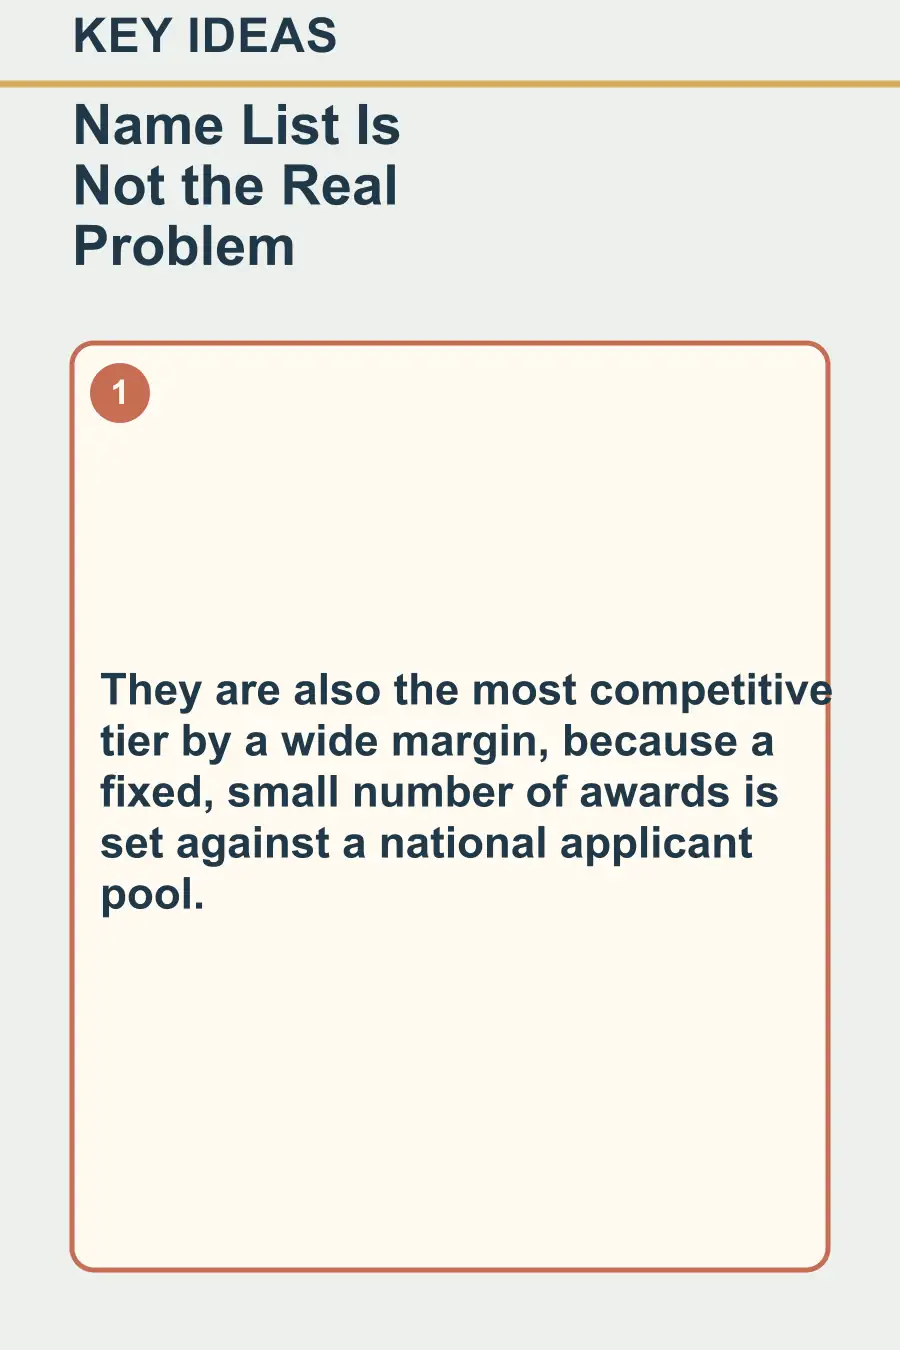 KEY IDEAS
Name List Is
Not the Real
Problem
1
They are also the most competitive
tier by a wide margin, because a
fixed, small number of awards is
set against a national applicant
pool.